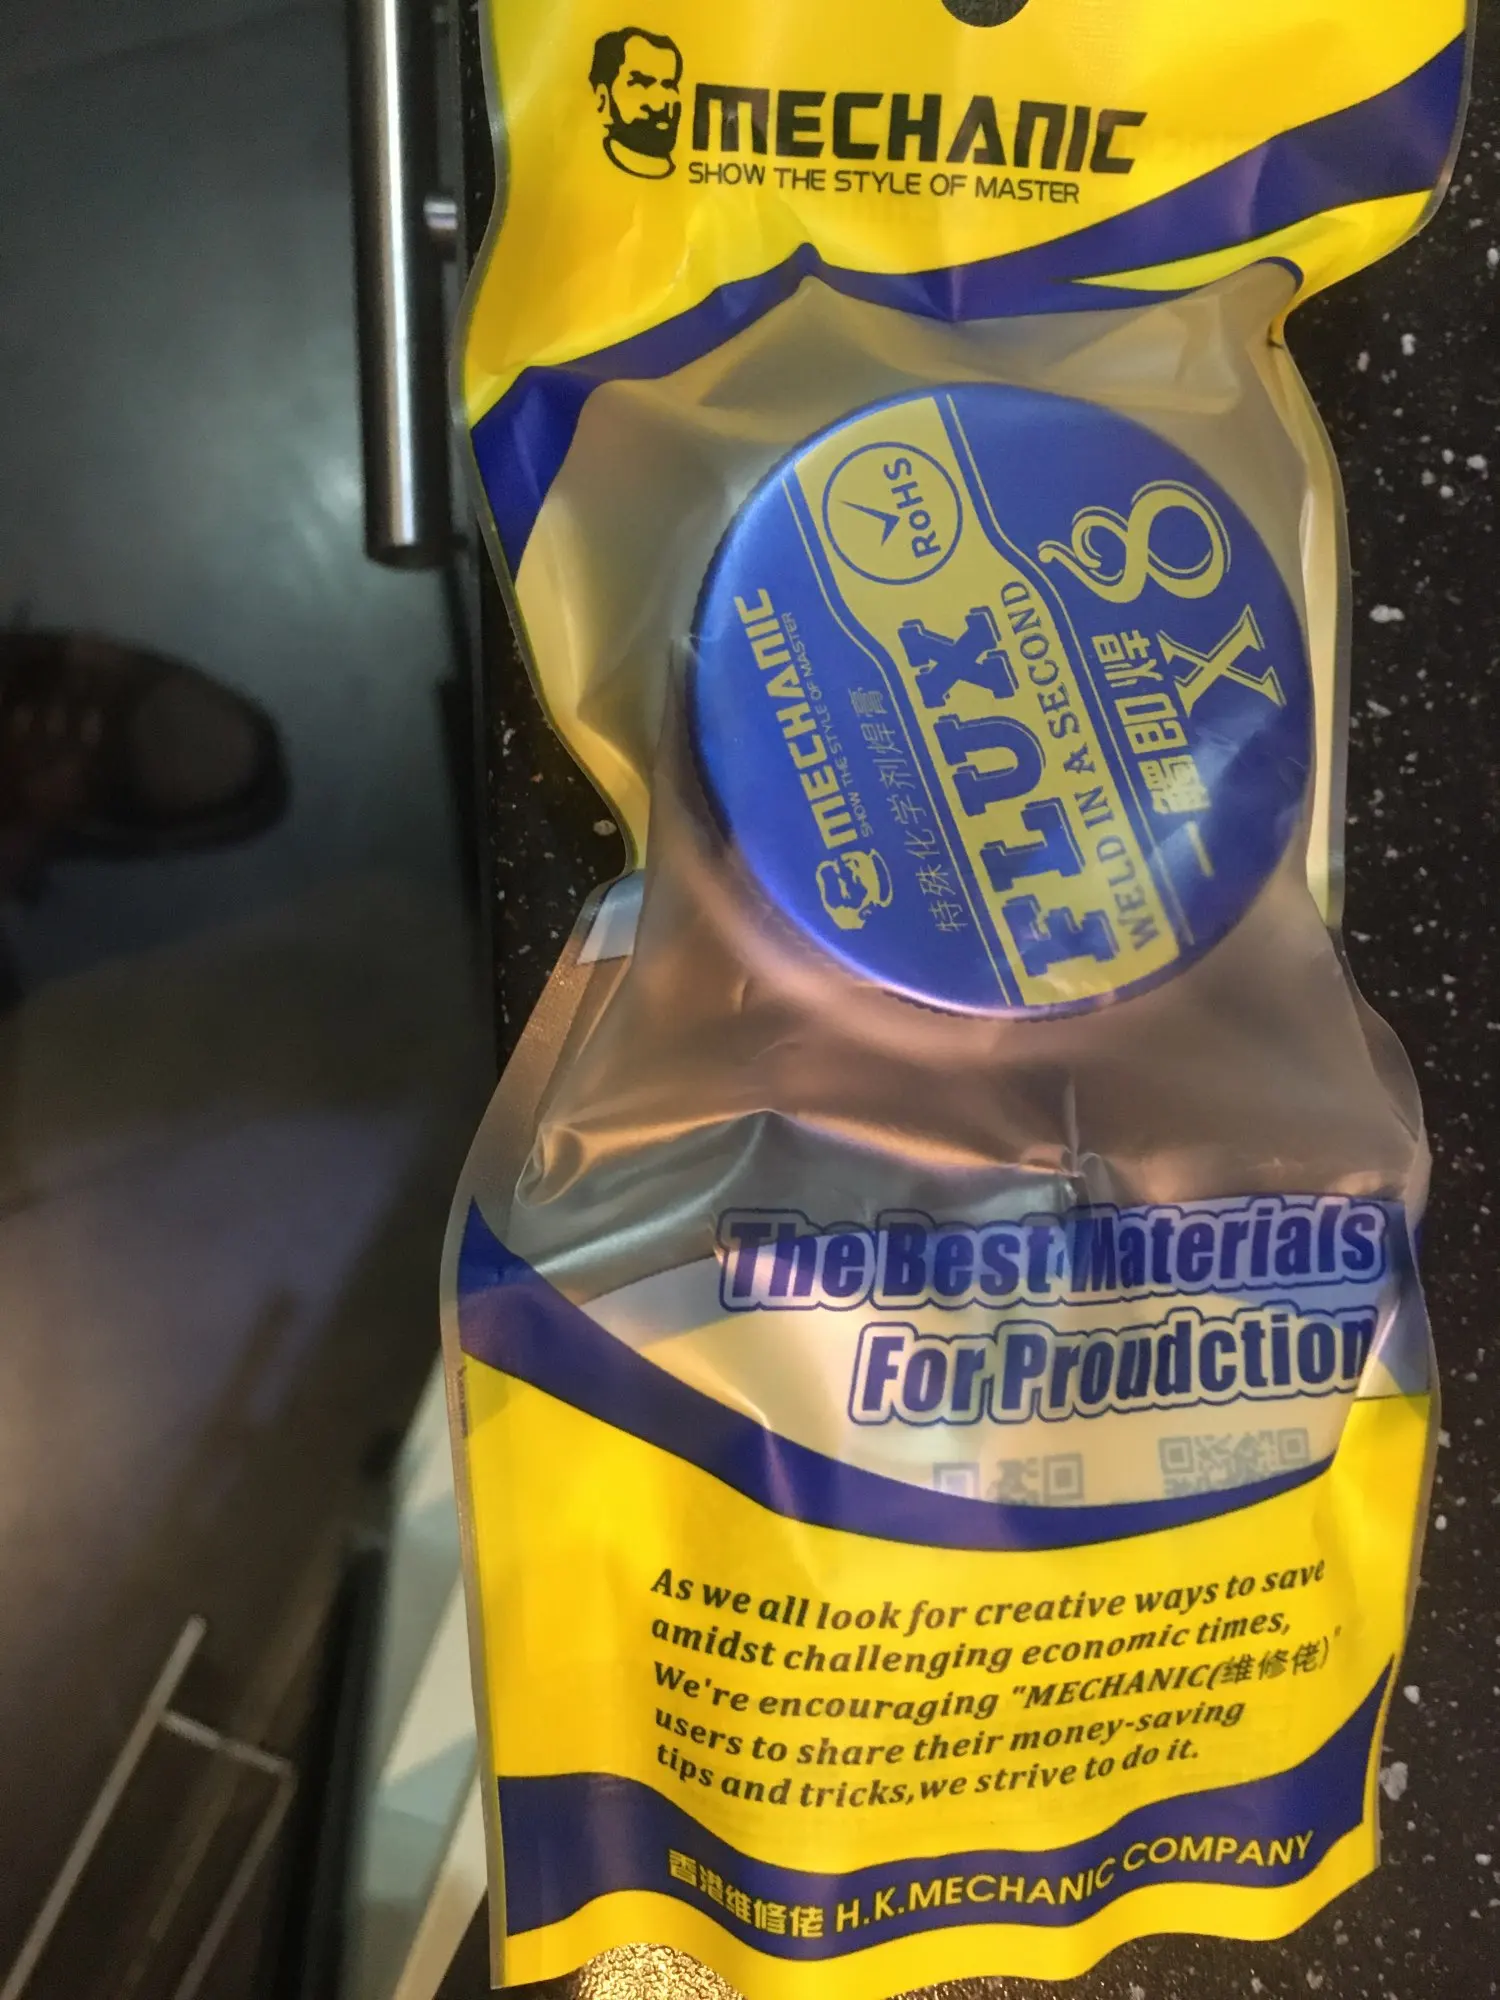 MECHANIC
SHOW THE STYLE OF MASTER
RoHS
MECHANIC
SHOW THE STYLE OF MASTER
特殊化学剂焊膏
FLUX
WELD IN A SECOND
一觸即焊
X8
The Best Materials
For Proudction
As we all look for creative ways to save
amidst challenging economic times,
We're encouraging "MECHANIC(维修佬)"
users to share their money-saving
tips and tricks,we strive to do it.
香港维修佬 H.K.MECHANIC COMPANY